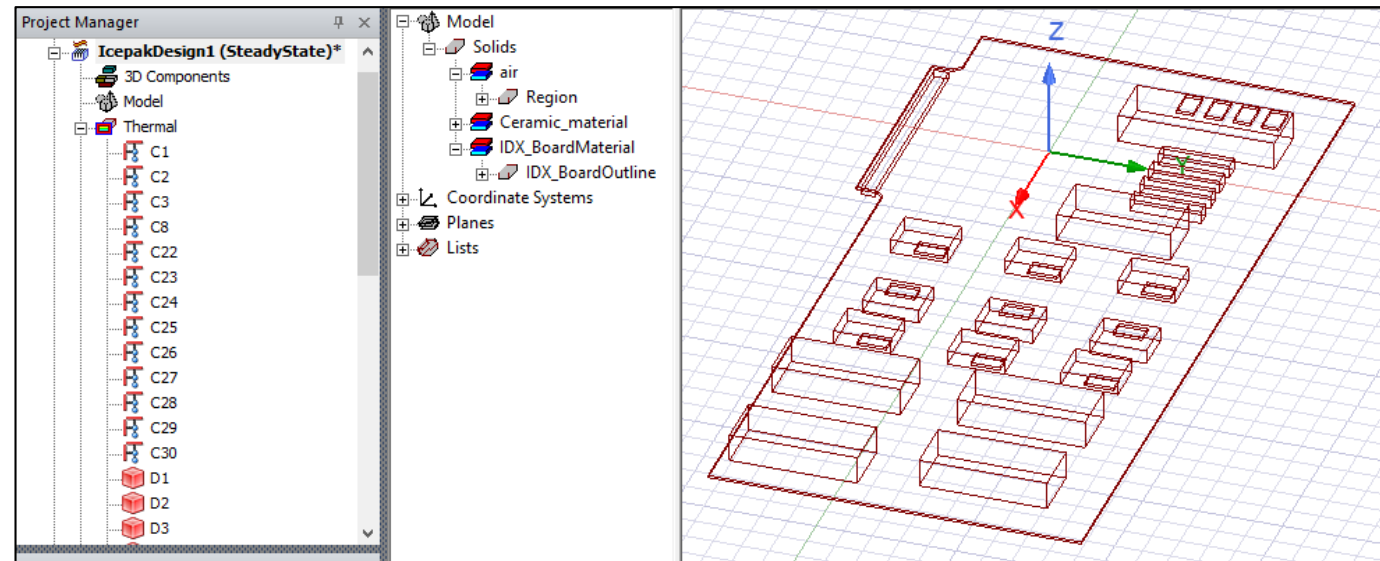 Project Manager
IcepakDesign1 (SteadyState)*
3D Components
Model
Thermal
C1
C2
C3
C8
C22
C23
C24
C25
C26
C27
C28
C29
C30
D1
D2
D3
Model
Solids
air
Region
Ceramic_material
IDX_BoardMaterial
IDX_BoardOutline
Coordinate Systems
Planes
Lists
Z
Y
X